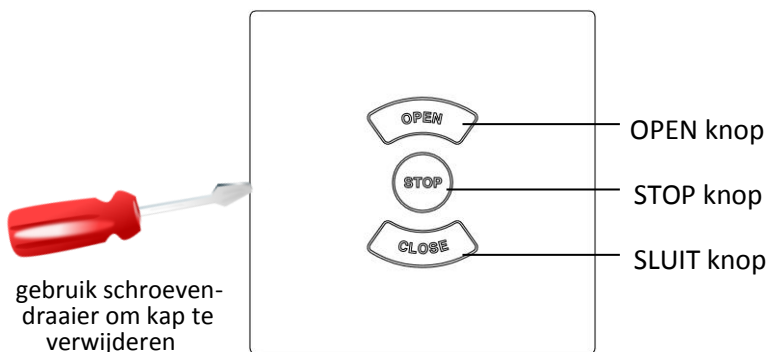 OPEN
OPEN knop
STOP
STOP knop
CLOSE
SLUIT knop
gebruik schroeven-
draaier om kap te
verwijderen